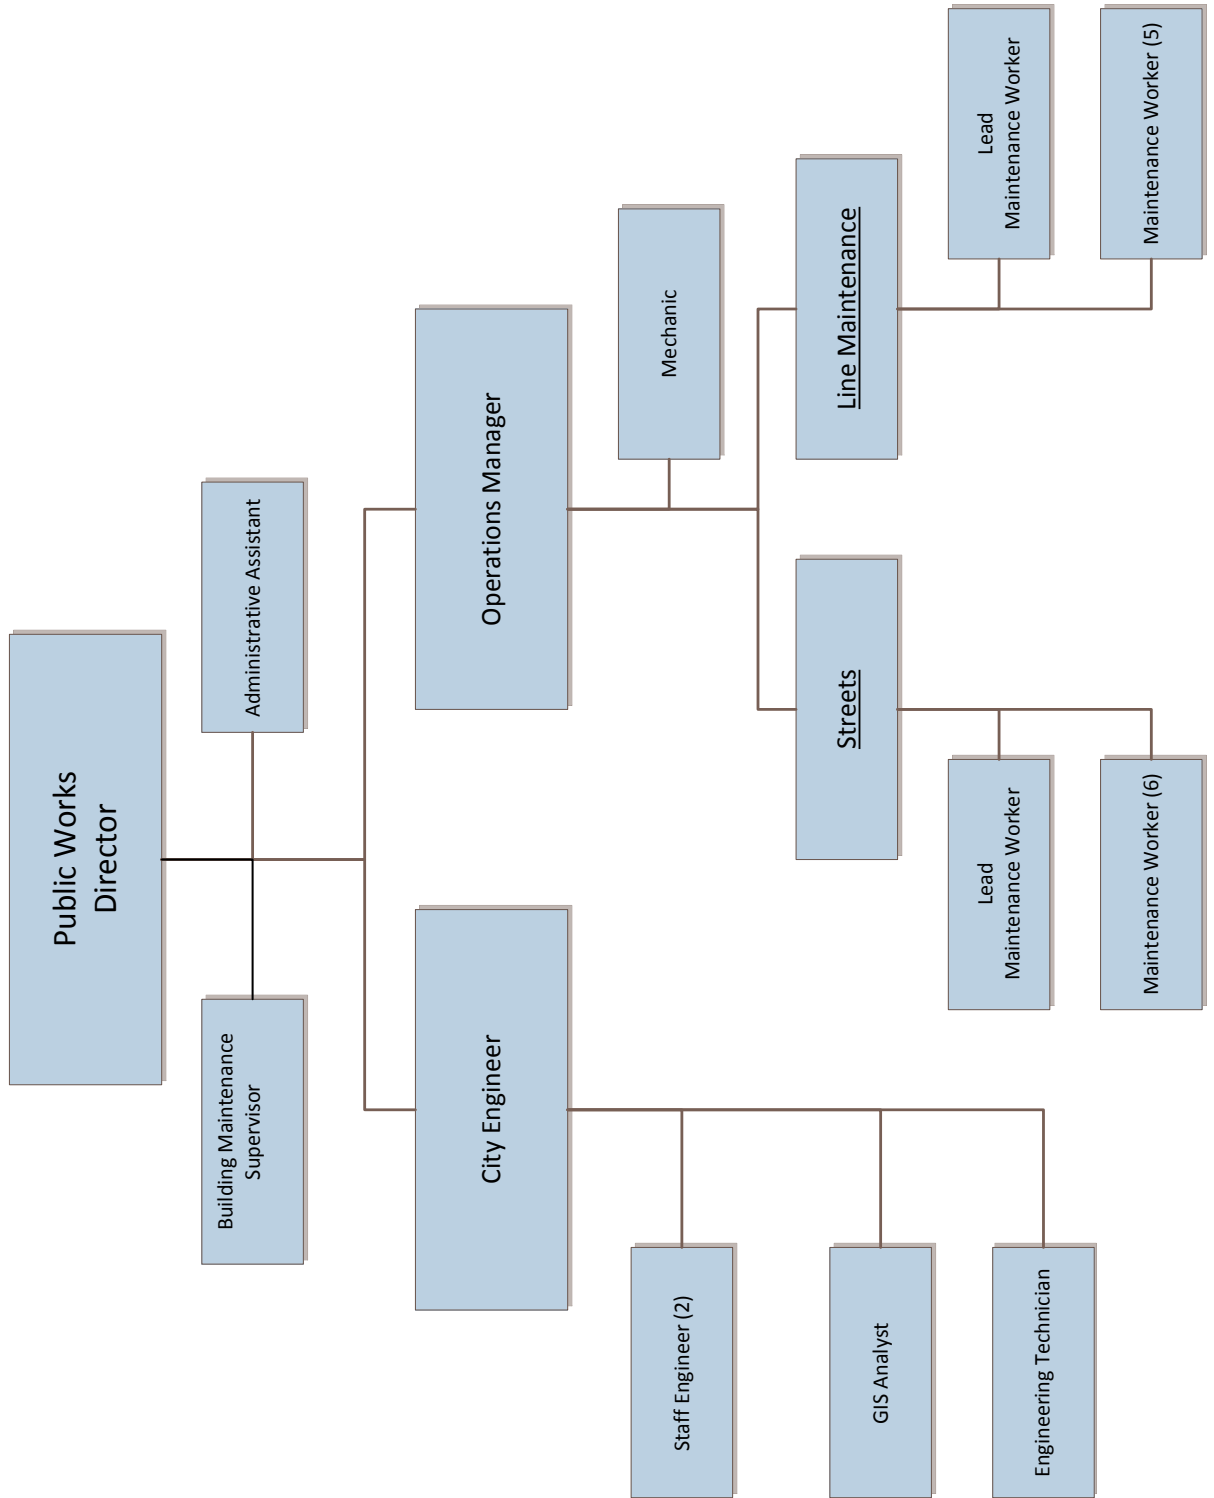 Public Works
Director
Building Maintenance
Supervisor
Administrative Assistant
City Engineer
Operations Manager
Staff Engineer (2)
GIS Analyst
Engineering Technician
Mechanic
Streets
Line Maintenance
Lead
Maintenance Worker
Maintenance Worker (6)
Lead
Maintenance Worker
Maintenance Worker (5)